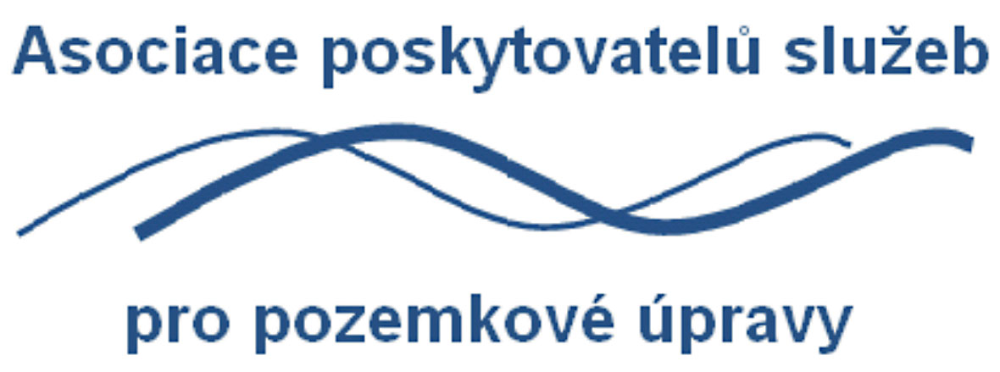 Asociace poskytovatelů služeb
pro pozemkové úpravy